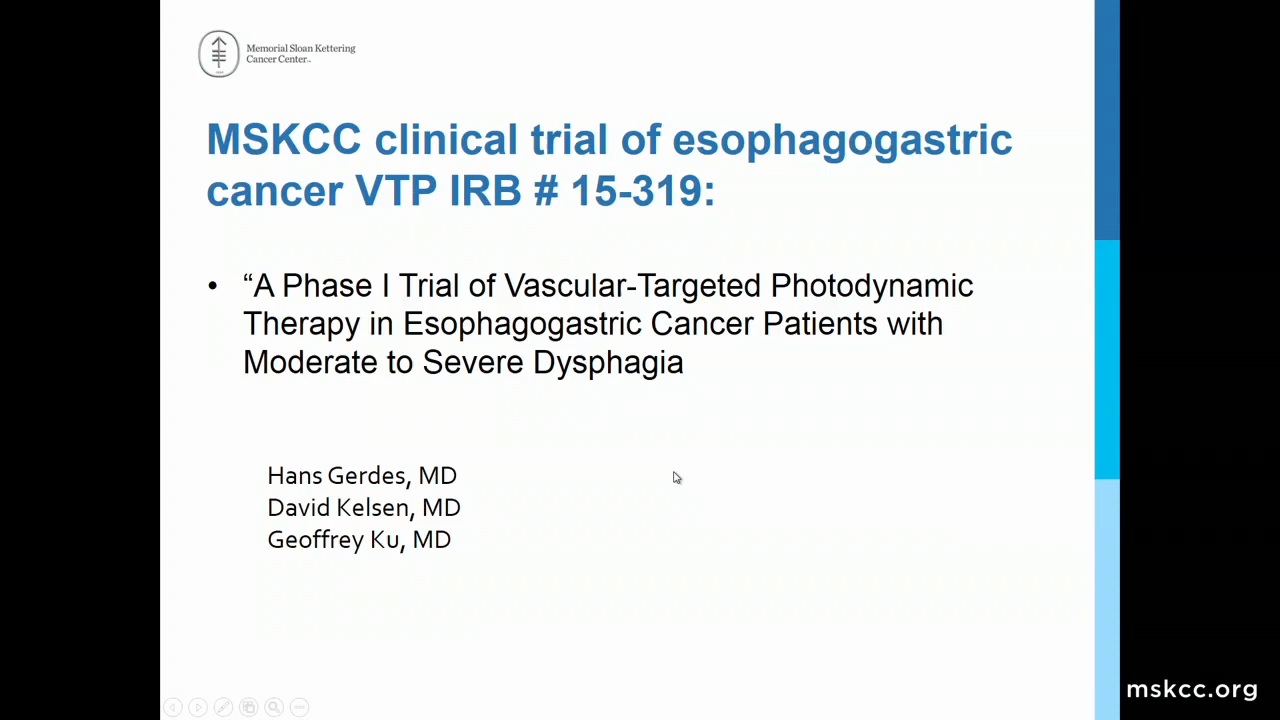 Memorial Sloan Kettering
Cancer Center
MSKCC clinical trial of esophagogastric
cancer VTP IRB # 15-319:
• “A Phase I Trial of Vascular-Targeted Photodynamic
Therapy in Esophagogastric Cancer Patients with
Moderate to Severe Dysphagia
Hans Gerdes, MD
David Kelsen, MD
Geoffrey Ku, MD
mskcc.org